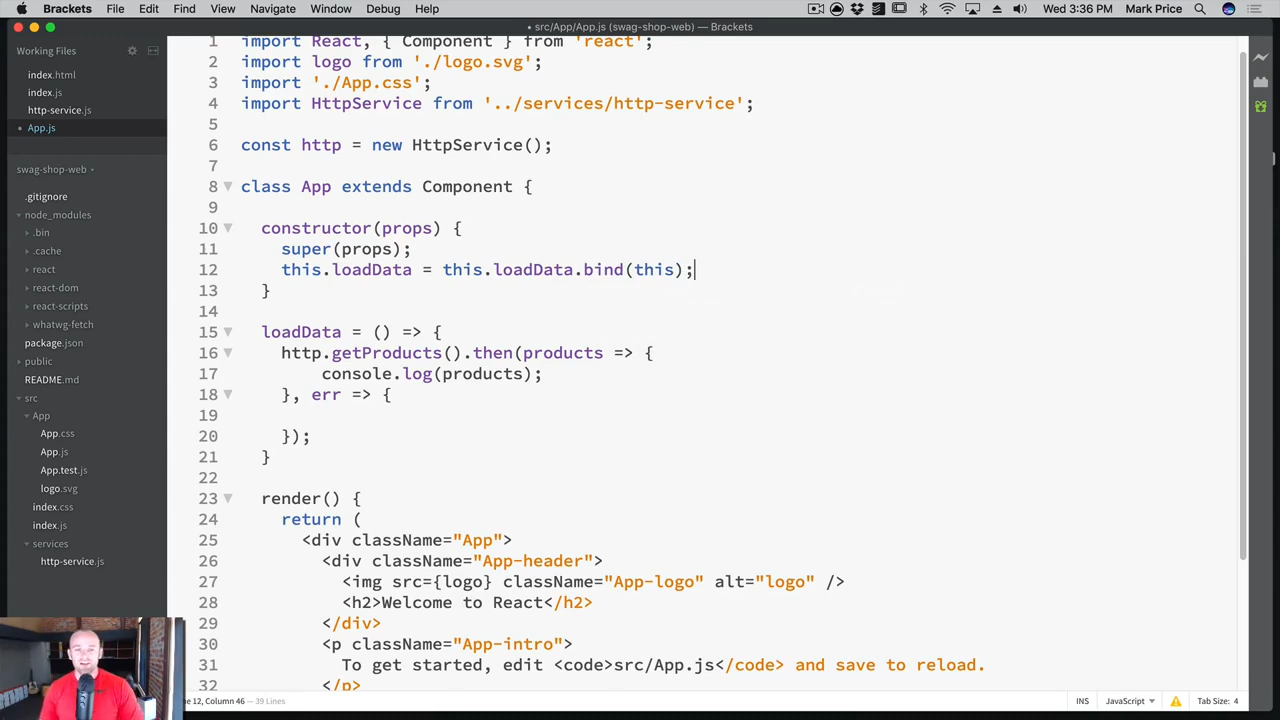 Brackets File Edit Find View Navigate Window Debug Help Wed 3:36 PM Mark Price
• src/App/App.js (swag-shop-web) — Brackets
Working Files
index.html
index.js
http-service.js
• App.js
swag-shop-web
.gitignore
node_modules
.bin
.cache
react
react-dom
react-scripts
whatwg-fetch
package.json
public
README.md
src
App
App.css
App.js
App.test.js
logo.svg
index.css
index.js
services
http-service.js
1 import React, { Component } from 'react';
2 import logo from './logo.svg';
3 import './App.css';
4 import HttpService from '../services/http-service';
5
6 const http = new HttpService();
7
8 class App extends Component {
9
10 constructor(props) {
11 super(props);
12 this.loadData = this.loadData.bind(this);
13 }
14
15 loadData = () => {
16 http.getProducts().then(products => {
17 console.log(products);
18 }, err => {
19
20 });
21 }
22
23 render() {
24 return (
25 <div className="App">
26 <div className="App-header">
27 <img src={logo} className="App-logo" alt="logo" />
28 <h2>Welcome to React</h2>
29 </div>
30 <p className="App-intro">
31 To get started, edit <code>src/App.js</code> and save to reload.
32 </p>
12, Column 46 — 39 Lines INS JavaScript Tab Size: 4